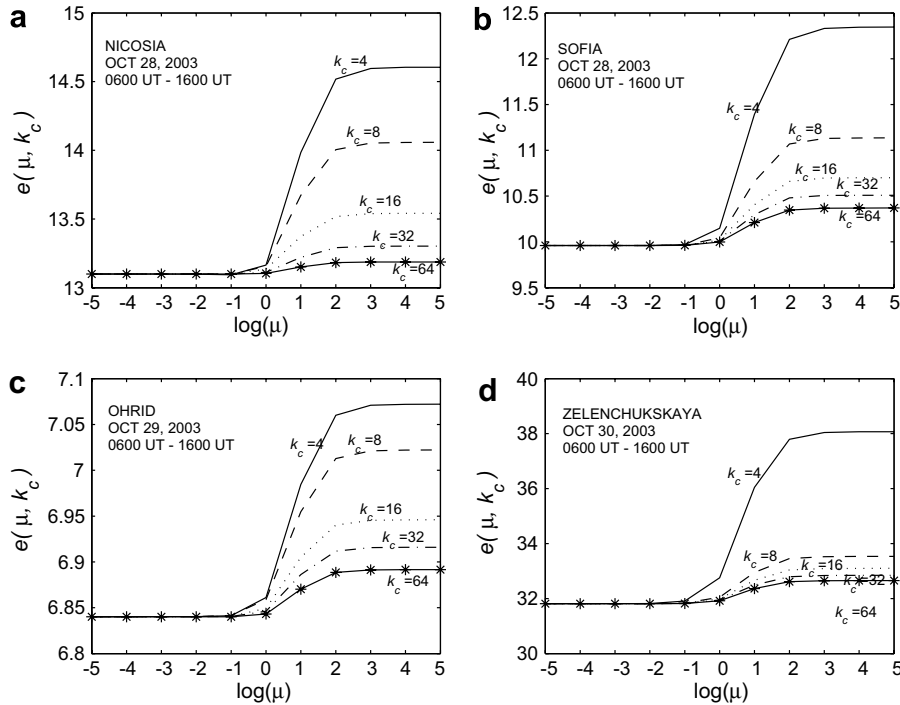 a
NICOSIA
OCT 28, 2003
0600 UT - 1600 UT
k_c=4
k_c=8
k_c=16
k_c=32
k_c=64
e( μ, k_c )
14.5
14
13.5
13
-5 -4 -3 -2 -1 0 1 2 3 4 5
log(μ)
b
SOFIA
OCT 28, 2003
0600 UT - 1600 UT
k_c=4
k_c=8
k_c=16
k_c=32
k_c=64
e( μ, k_c )
12.5
12
11.5
11
10.5
10
9.5
-5 -4 -3 -2 -1 0 1 2 3 4 5
log(μ)
c
OHRID
OCT 29, 2003
0600 UT - 1600 UT
k_c=4
k_c=8
k_c=16
k_c=32
k_c=64
e( μ, k_c )
7.1
7.05
7
6.95
6.9
6.85
6.8
-5 -4 -3 -2 -1 0 1 2 3 4 5
log(μ)
d
ZELENCHUKSKAYA
OCT 30, 2003
0600 UT - 1600 UT
k_c=4
k_c=8
k_c=16
k_c=32
k_c=64
e( μ, k_c )
40
38
36
34
32
30
-5 -4 -3 -2 -1 0 1 2 3 4 5
log(μ)